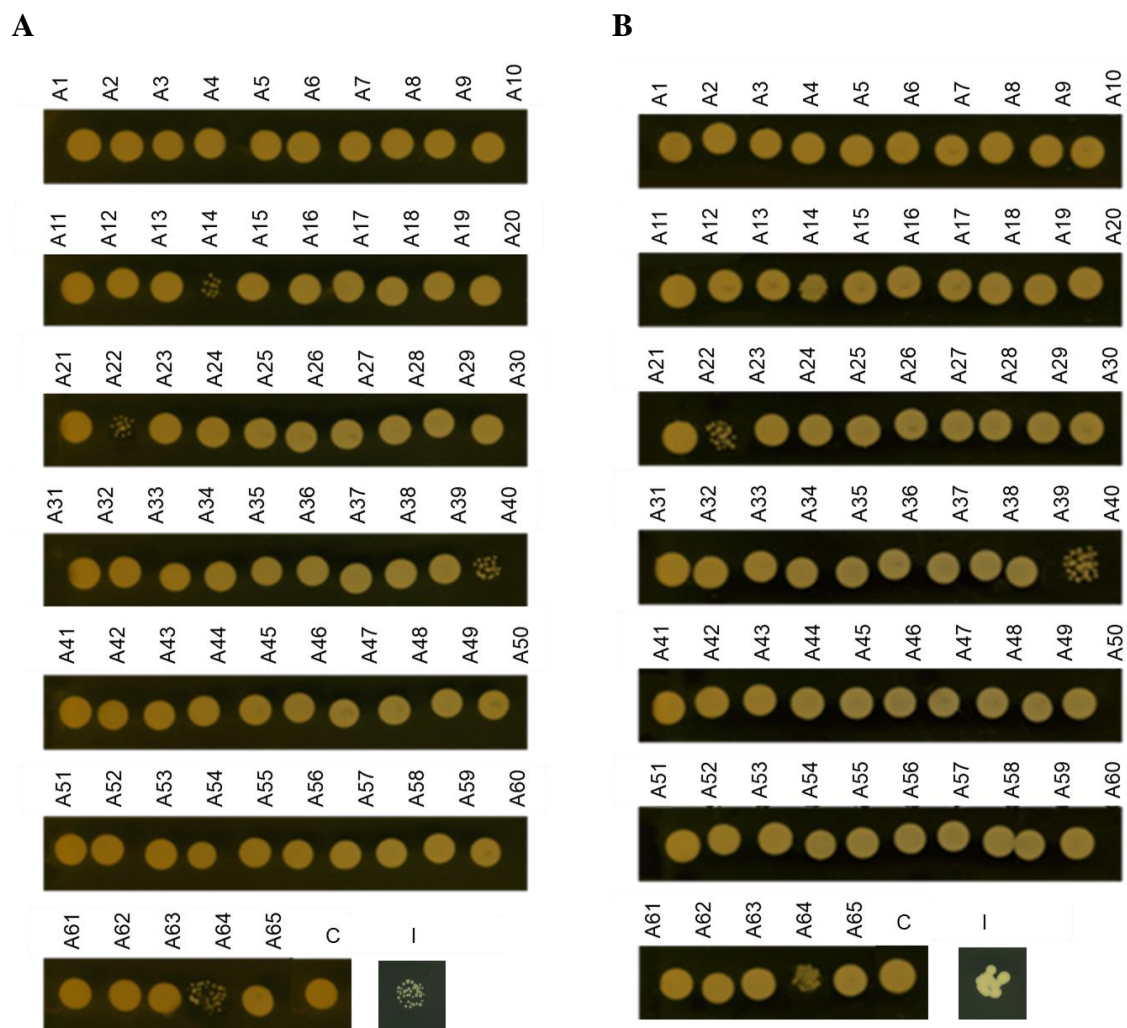 A
B
A1 A2 A3 A4 A5 A6 A7 A8 A9 A10
A1 A2 A3 A4 A5 A6 A7 A8 A9 A10
A11 A12 A13 A14 A15 A16 A17 A18 A19 A20
A11 A12 A13 A14 A15 A16 A17 A18 A19 A20
A21 A22 A23 A24 A25 A26 A27 A28 A29 A30
A21 A22 A23 A24 A25 A26 A27 A28 A29 A30
A31 A32 A33 A34 A35 A36 A37 A38 A39 A40
A31 A32 A33 A34 A35 A36 A37 A38 A39 A40
A41 A42 A43 A44 A45 A46 A47 A48 A49 A50
A41 A42 A43 A44 A45 A46 A47 A48 A49 A50
A51 A52 A53 A54 A55 A56 A57 A58 A59 A60
A51 A52 A53 A54 A55 A56 A57 A58 A59 A60
A61 A62 A63 A64 A65 C I
A61 A62 A63 A64 A65 C I